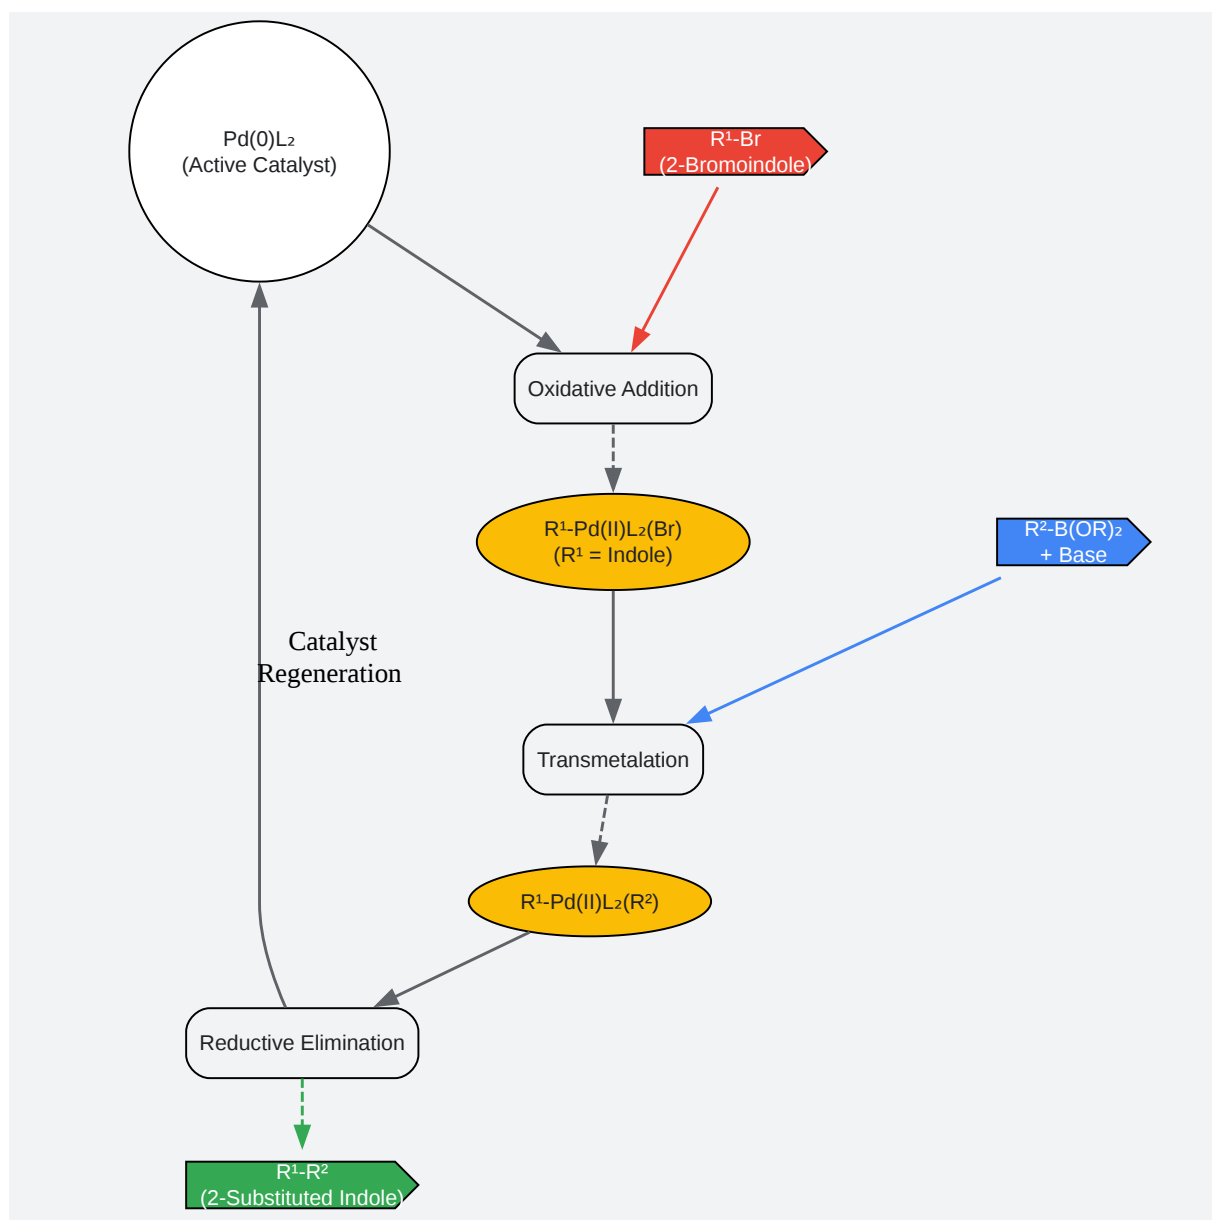 Pd(0)L₂
(Active Catalyst)
R¹-Br
(2-Bromoindole)
Oxidative Addition
R¹-Pd(II)L₂(Br)
(R¹ = Indole)
R²-B(OR)₂
+ Base
Catalyst
Regeneration
Transmetalation
R¹-Pd(II)L₂(R²)
Reductive Elimination
R¹-R²
(2-Substituted Indole)